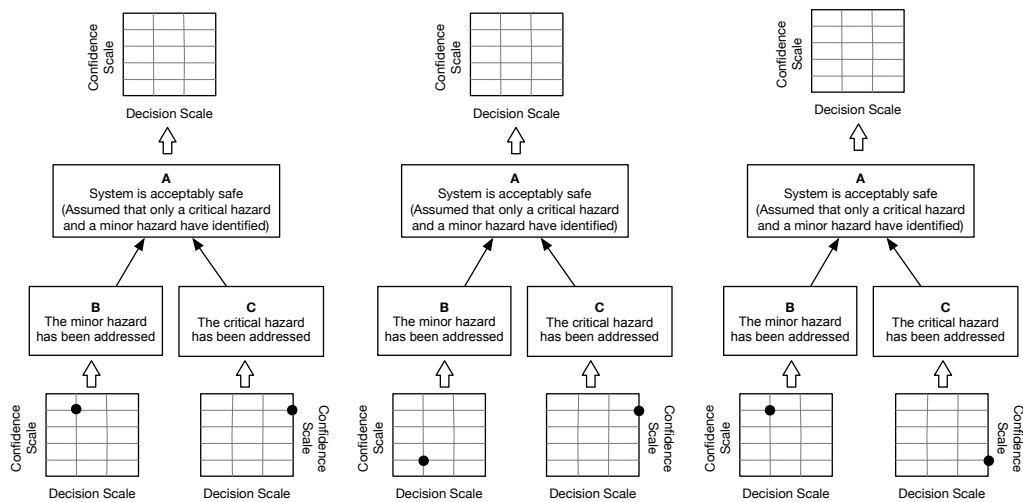 Confidence
Scale
Decision Scale
A
System is acceptably safe
(Assumed that only a critical hazard
and a minor hazard have identified)
B
The minor hazard
has been addressed
C
The critical hazard
has been addressed
Confidence
Scale
Decision Scale
Confidence
Scale
Decision Scale
Confidence
Scale
Decision Scale
A
System is acceptably safe
(Assumed that only a critical hazard
and a minor hazard have identified)
B
The minor hazard
has been addressed
C
The critical hazard
has been addressed
Confidence
Scale
Decision Scale
Confidence
Scale
Decision Scale
Confidence
Scale
Decision Scale
A
System is acceptably safe
(Assumed that only a critical hazard
and a minor hazard have identified)
B
The minor hazard
has been addressed
C
The critical hazard
has been addressed
Confidence
Scale
Decision Scale
Confidence
Scale
Decision Scale